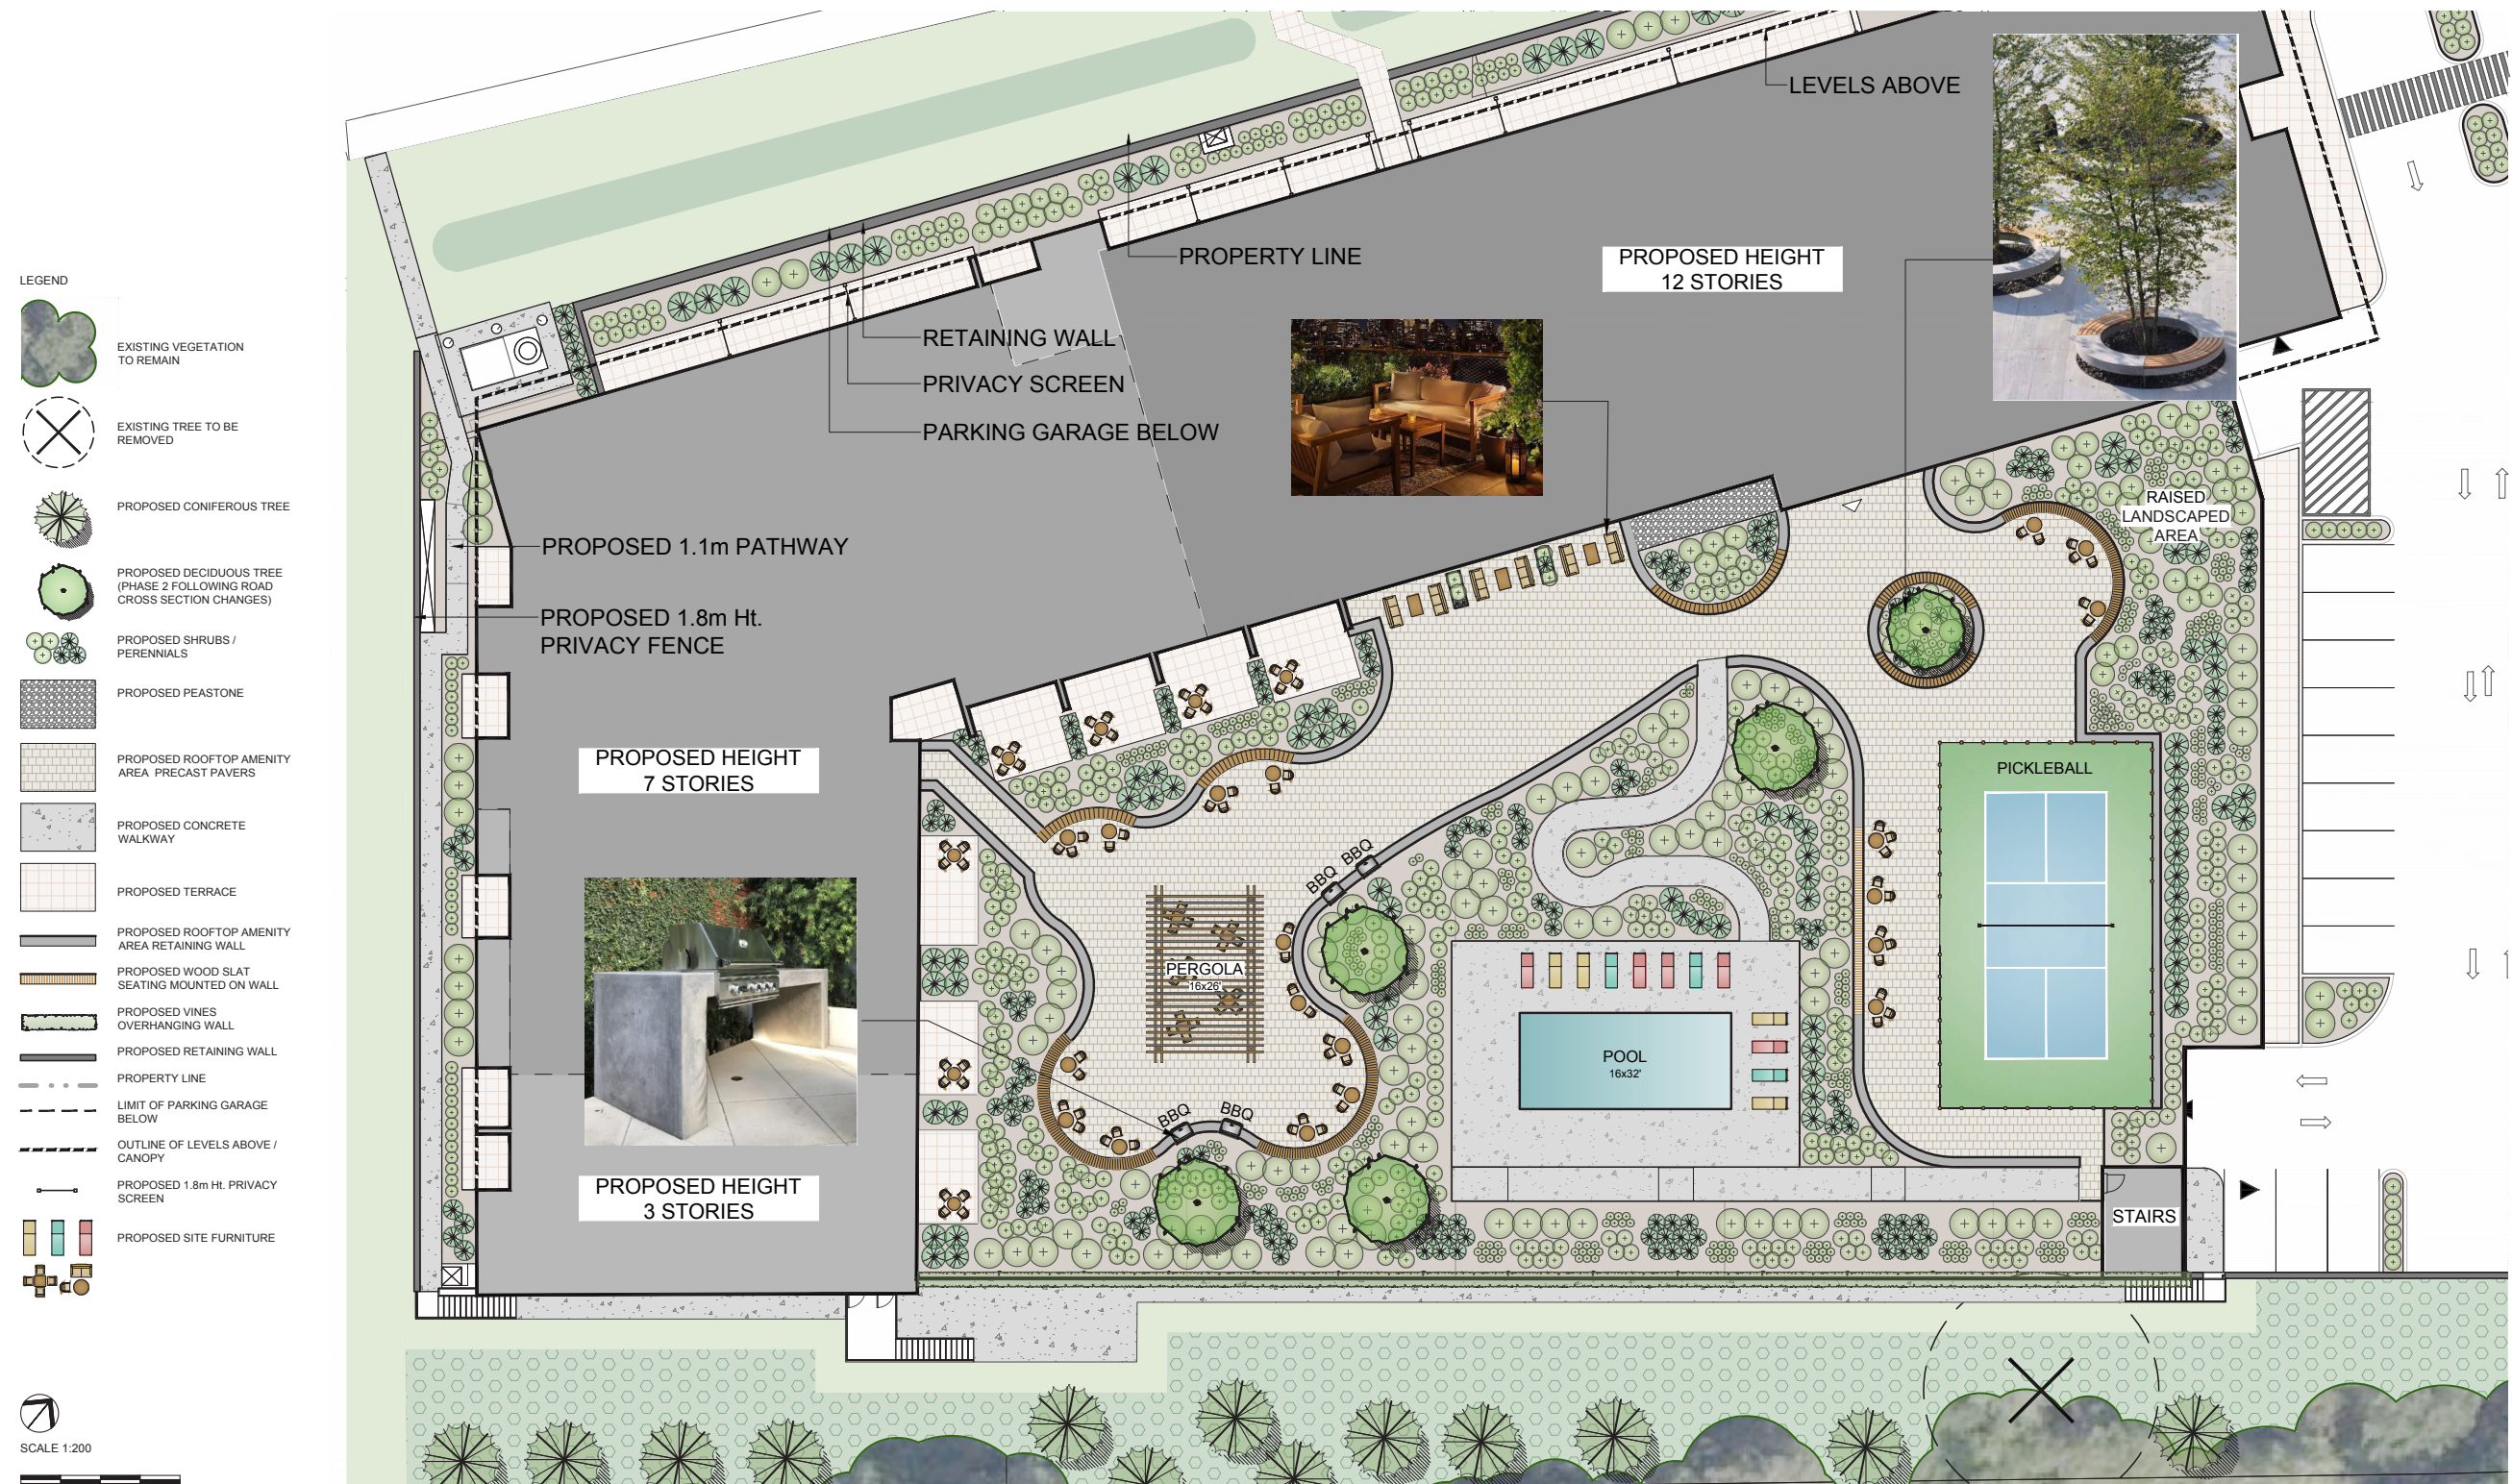 LEGEND
EXISTING VEGETATION
TO REMAIN
EXISTING TREE TO BE
REMOVED
PROPOSED CONIFEROUS TREE
PROPOSED DECIDUOUS TREE
(PHASE 2 FOLLOWING ROAD
CROSS SECTION CHANGES)
PROPOSED SHRUBS /
PERENNIALS
PROPOSED PEASTONE
PROPOSED ROOFTOP AMENITY
AREA PRECAST PAVERS
PROPOSED CONCRETE
WALKWAY
PROPOSED TERRACE
PROPOSED ROOFTOP AMENITY
AREA RETAINING WALL
PROPOSED WOOD SLAT
SEATING MOUNTED ON WALL
PROPOSED VINES
OVERHANGING WALL
PROPOSED RETAINING WALL
PROPERTY LINE
LIMIT OF PARKING GARAGE
BELOW
OUTLINE OF LEVELS ABOVE /
CANOPY
PROPOSED 1.8m Ht. PRIVACY
SCREEN
PROPOSED SITE FURNITURE
SCALE 1:200
LEVELS ABOVE
PROPERTY LINE
PROPOSED HEIGHT
12 STORIES
RETAINING WALL
PRIVACY SCREEN
PARKING GARAGE BELOW
RAISED
LANDSCAPED
AREA
PROPOSED 1.1m PATHWAY
PROPOSED 1.8m Ht.
PRIVACY FENCE
PROPOSED HEIGHT
7 STORIES
PICKLEBALL
BBQ
BBQ
PERGOLA
16x26'
POOL
16x32'
BBQ
BBQ
PROPOSED HEIGHT
3 STORIES
STAIRS